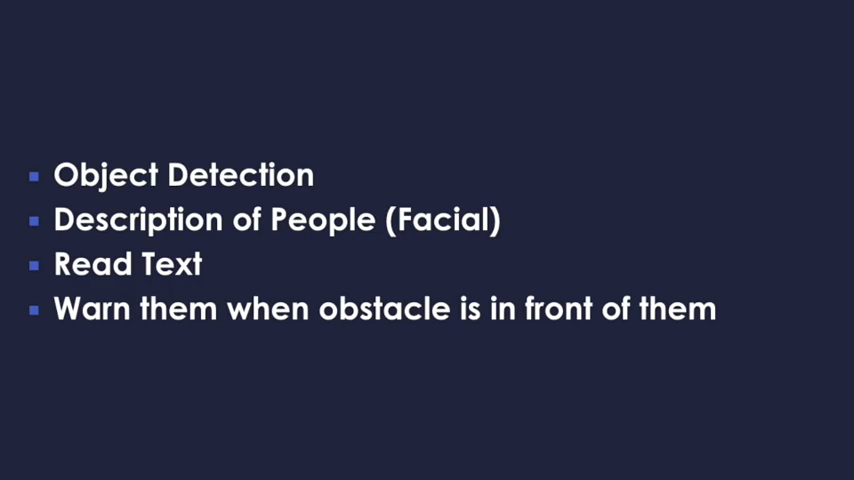 Object Detection
Description of People (Facial)
Read Text
Warn them when obstacle is in front of them